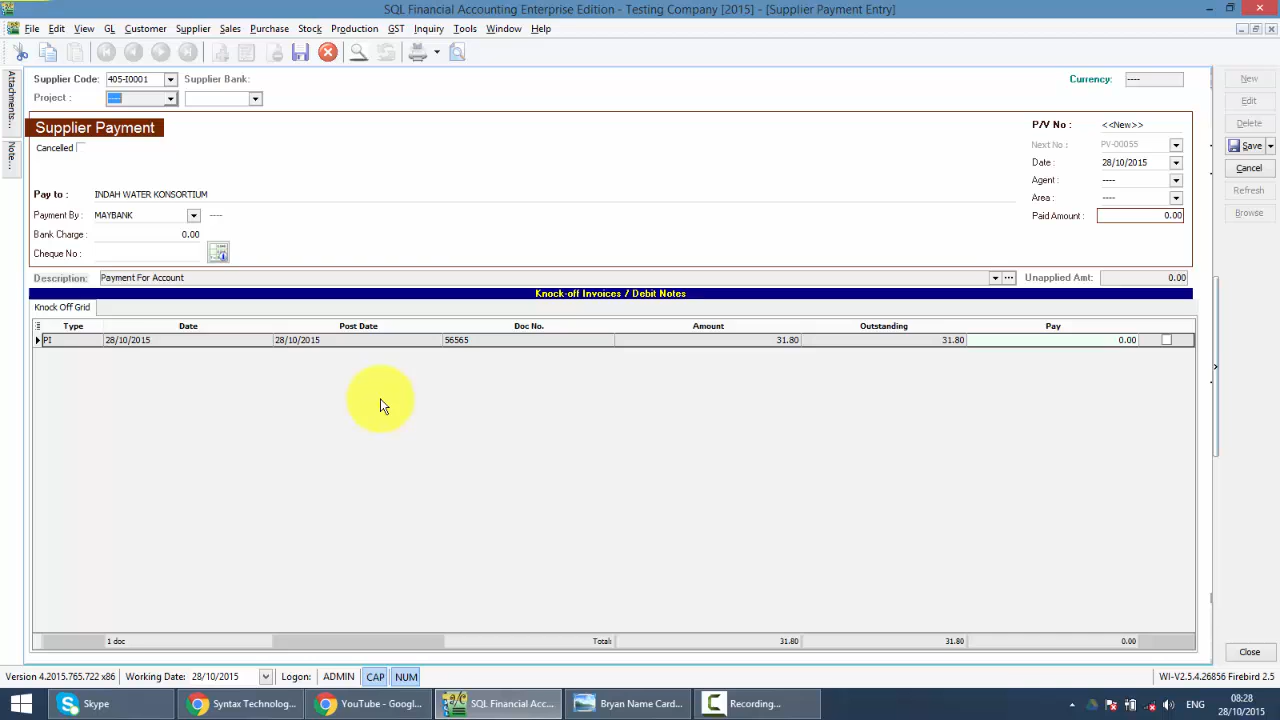 SQL Financial Accounting Enterprise Edition - Testing Company [2015] - [Supplier Payment Entry]
File Edit View GL Customer Supplier Sales Purchase Stock Production GST Inquiry Tools Window Help
Attachments...
Note...
Supplier Code: 405-I0001 Supplier Bank: Currency: ----
Project : ----
Supplier Payment
Cancelled
P/V No : <<New>>
Next No : PV-00055
Date : 28/10/2015
Agent : ----
Area : ----
Paid Amount : 0.00
Pay to : INDAH WATER KONSORTIUM
Payment By : MAYBANK ----
Bank Charge : 0.00
Cheque No :
Description: Payment For Account Unapplied Amt: 0.00
Knock-off Invoices / Debit Notes
Knock Off Grid
Type Date Post Date Doc No. Amount Outstanding Pay
PI 28/10/2015 28/10/2015 56565 31.80 31.80 0.00
1 doc Total: 31.80 31.80 0.00
New
Edit
Delete
Save
Cancel
Refresh
Browse
Close
Version 4.2015.765.722 x86 Working Date: 28/10/2015 Logon: ADMIN CAP NUM WI-V2.5.4.26856 Firebird 2.5
Skype Syntax Technolog... YouTube - Googl... SQL Financial Acc... Bryan Name Card... Recording... 08:28
28/10/2015